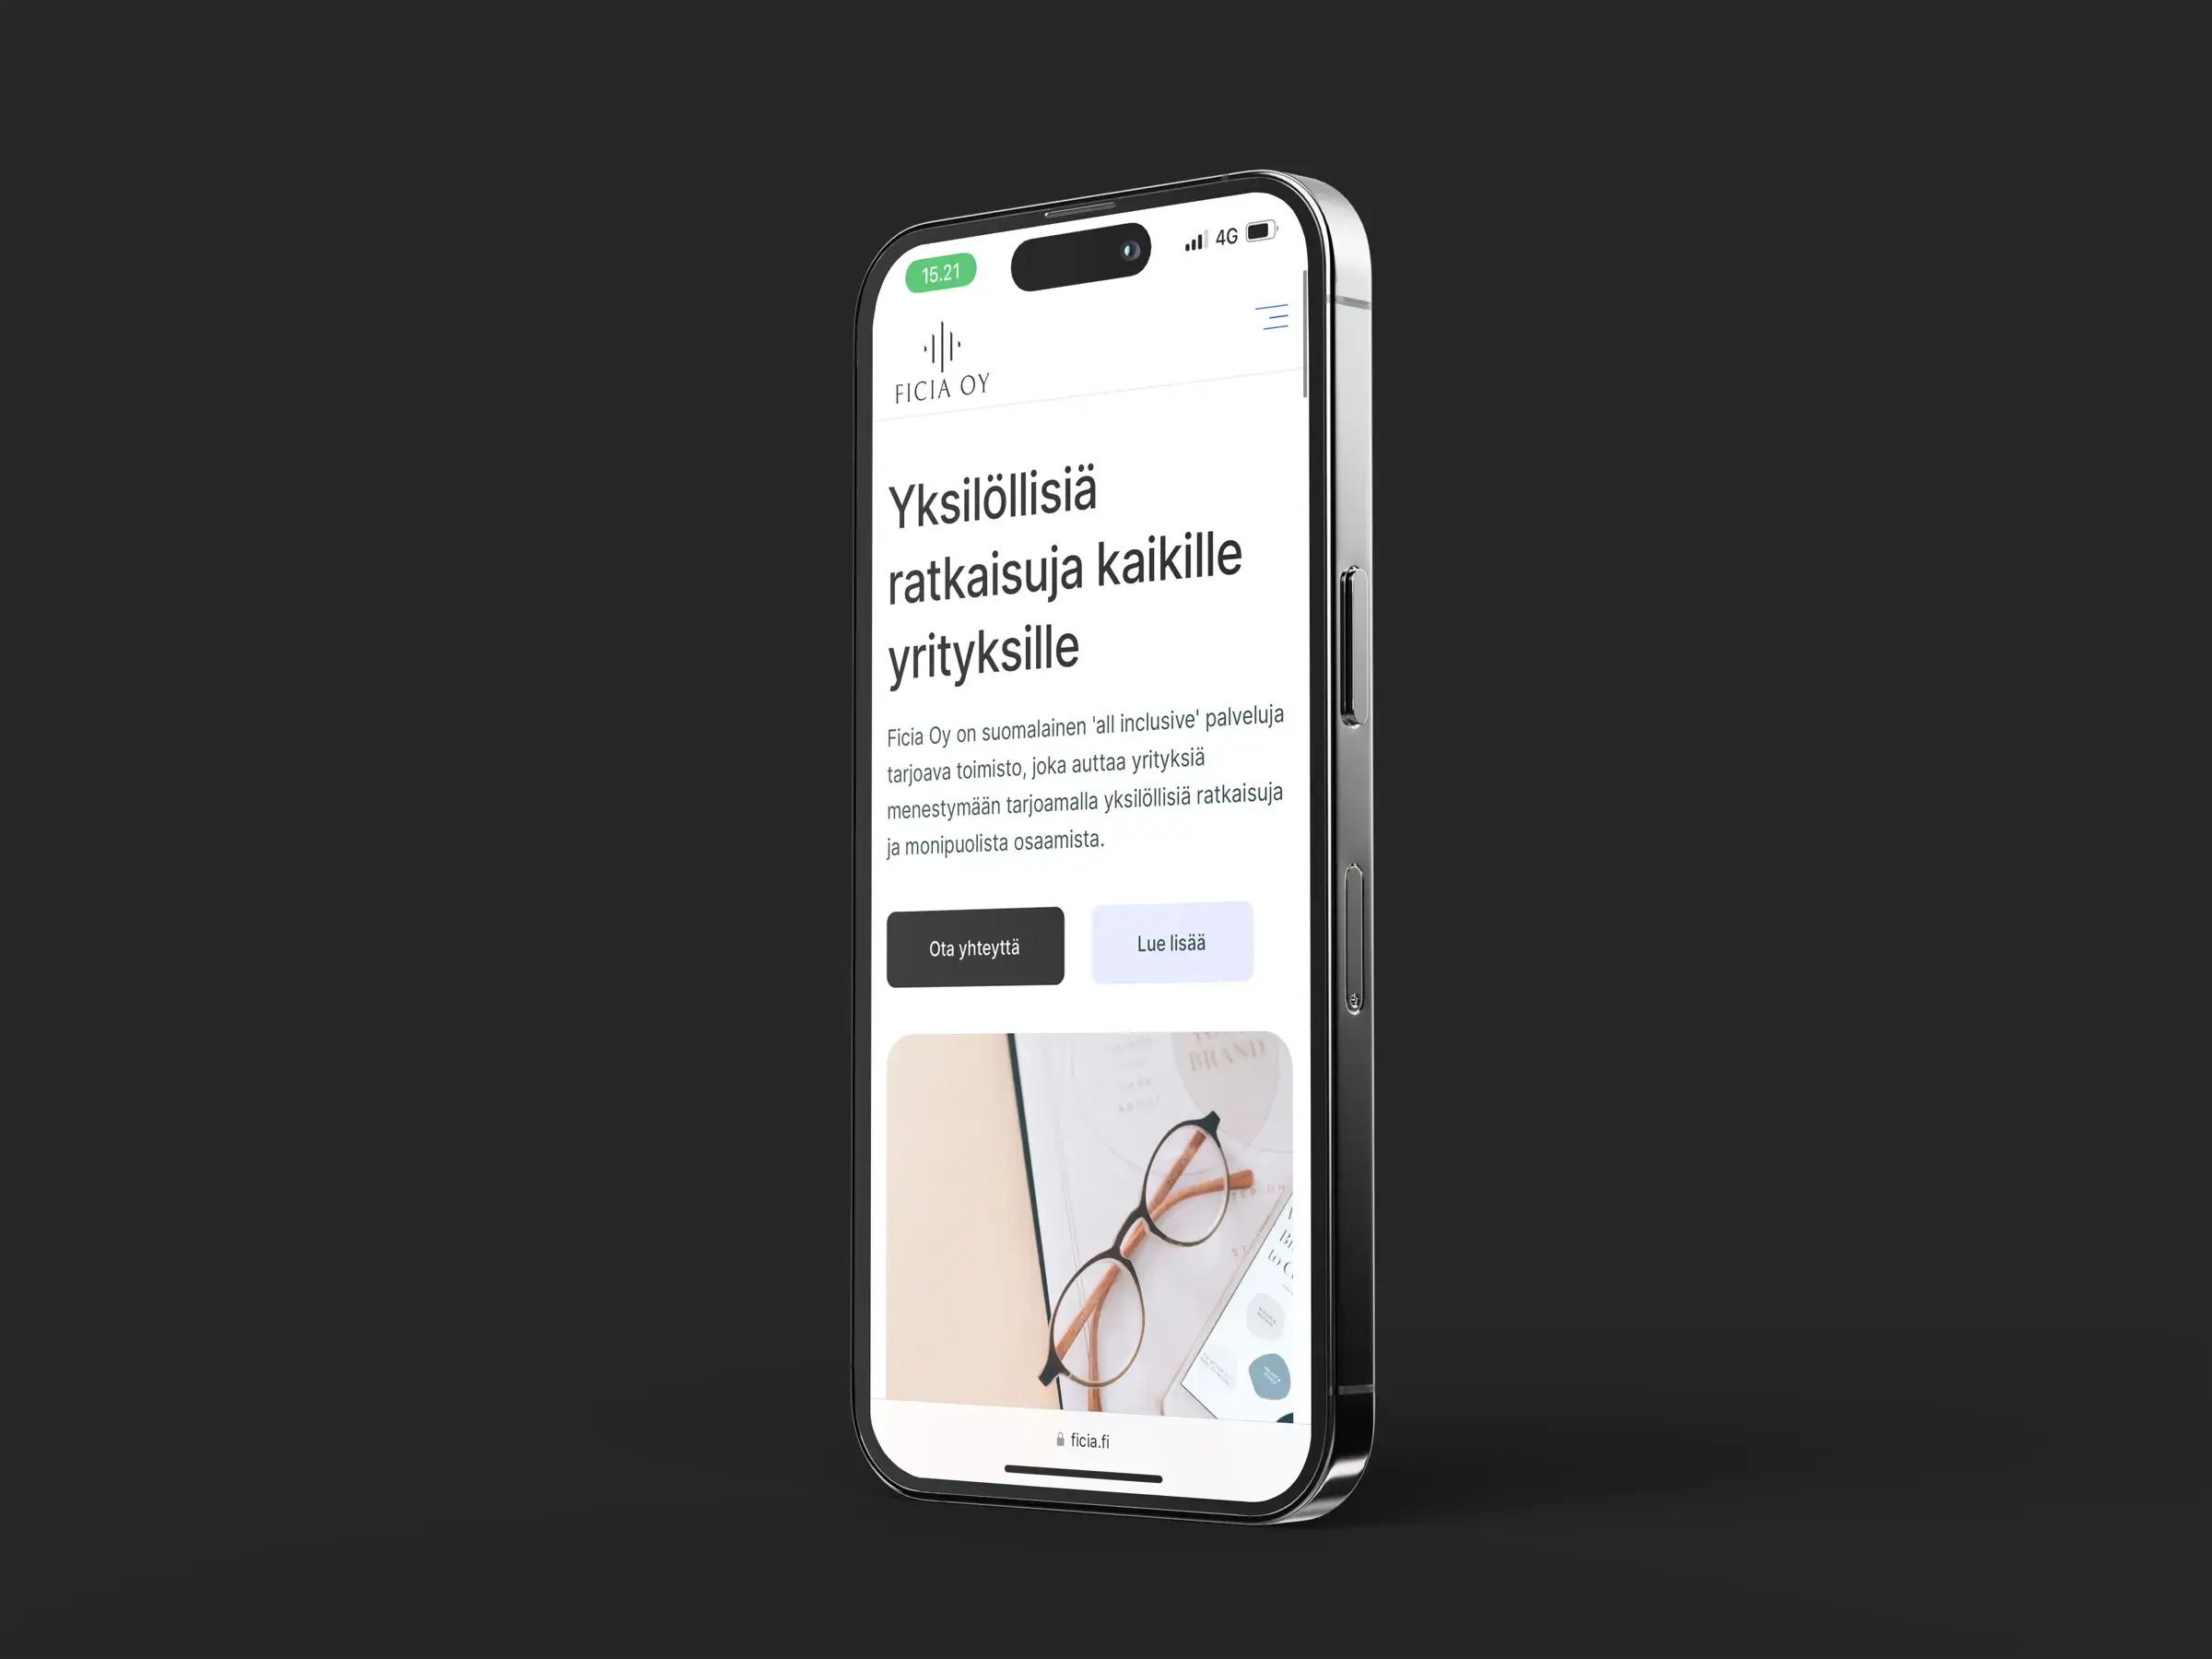 15.21
4G
FICIA OY
Yksilöllisiä
ratkaisuja kaikille
yrityksille
Ficia Oy on suomalainen 'all inclusive' palveluja
tarjoava toimisto, joka auttaa yrityksiä
menestymään tarjoamalla yksilöllisiä ratkaisuja
ja monipuolista osaamista.
Ota yhteyttä
Lue lisää
BRAND
ABOUT
ficia.fi